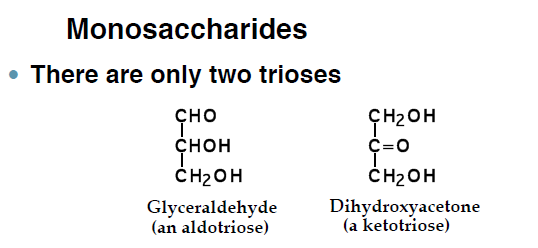 Monosaccharides
• There are only two trioses
CHO
CHOH
CH2OH
Glyceraldehyde
(an aldotriose)
CH2OH
C=O
CH2OH
Dihydroxyacetone
(a ketotriose)